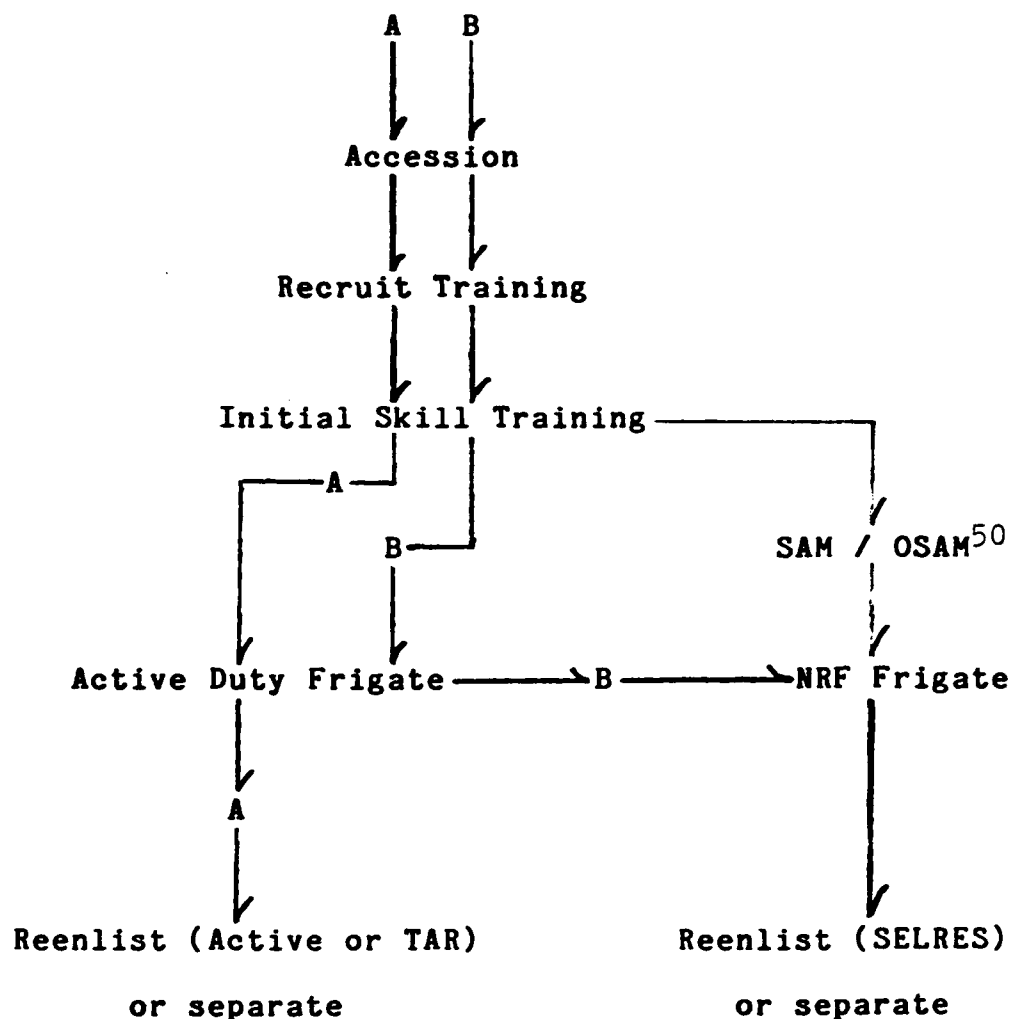 A B
Accession
Recruit Training
Initial Skill Training
A
B
SAM / OSAM50
Active Duty Frigate B NRF Frigate
A
Reenlist (Active or TAR) Reenlist (SELRES)
or separate or separate